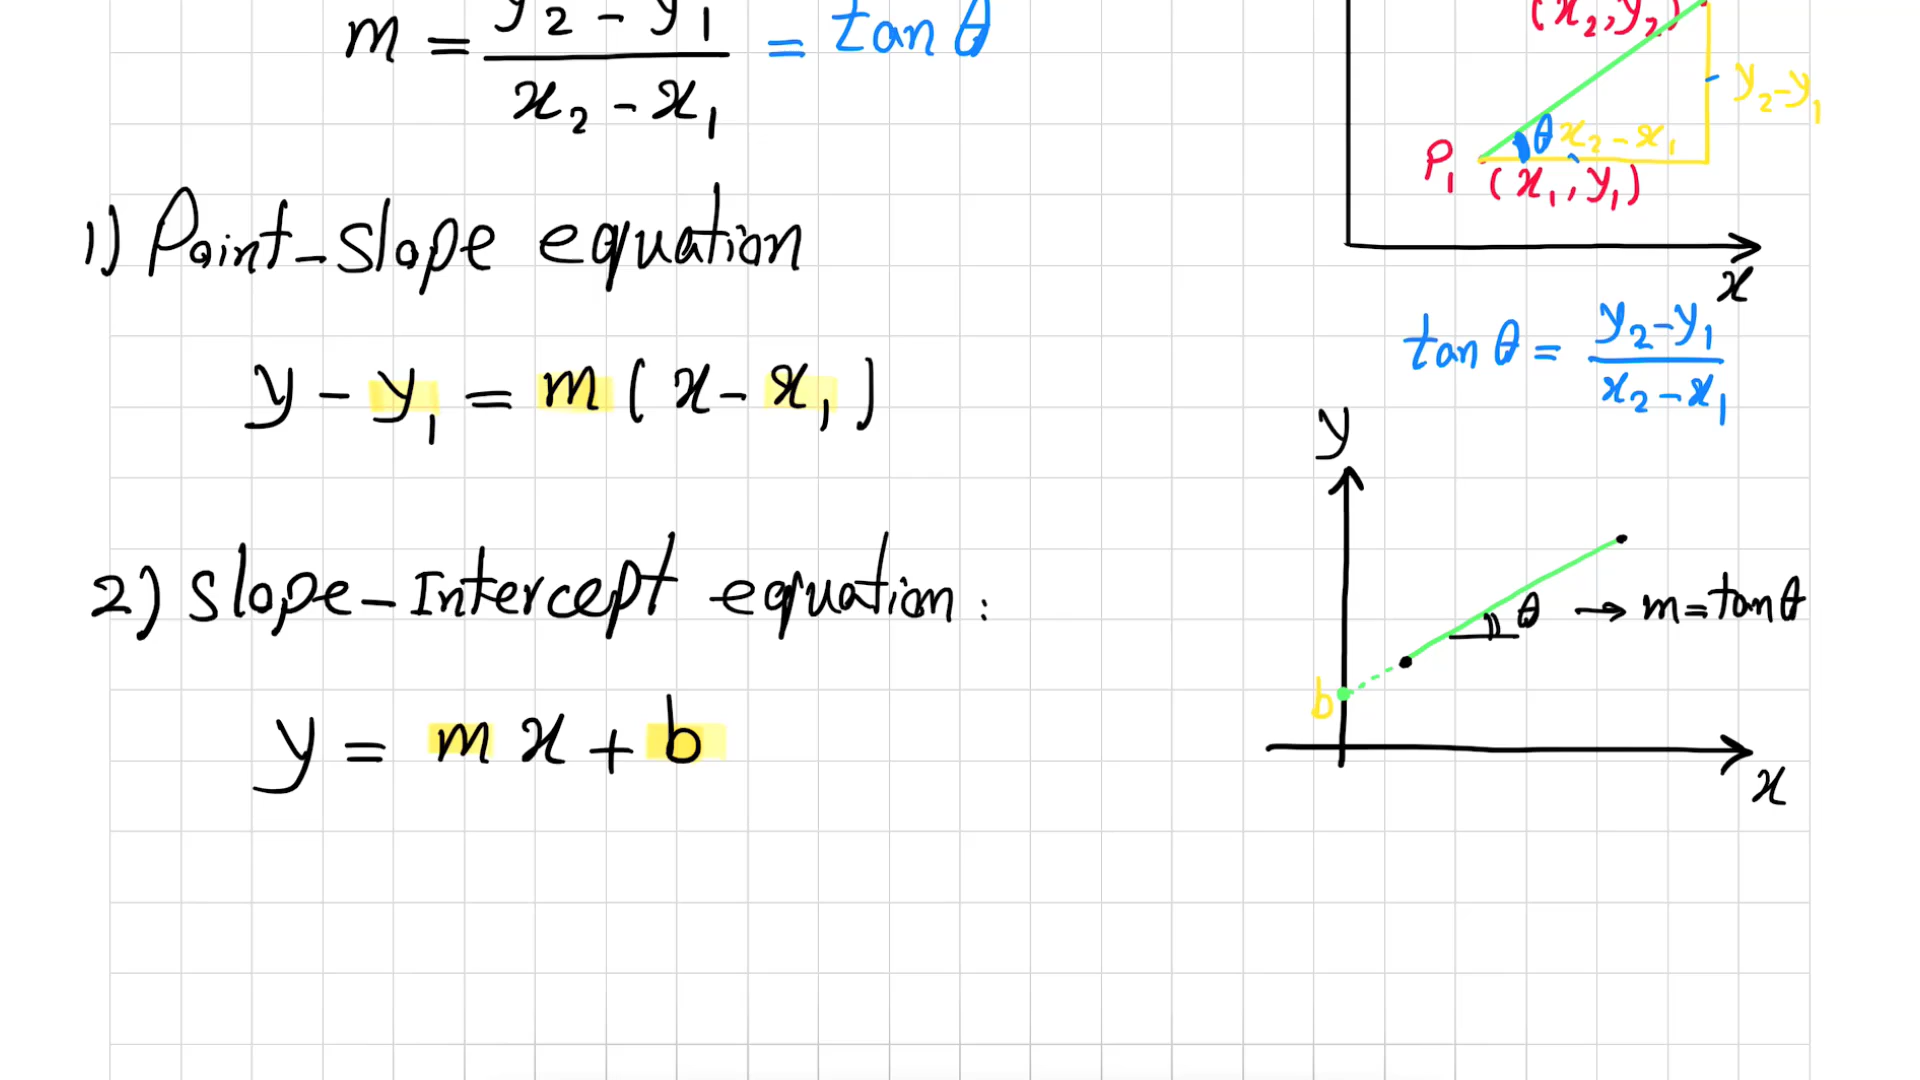 m = y₂ - y₁ / x₂ - x₁ = tan θ
(x₂, y₂)
y₂-y₁
θ x₂-x₁
P₁ (x₁, y₁)
x
1) Point-slope equation
tan θ = y₂-y₁ / x₂-x₁
y - y₁ = m ( x - x₁ )
y
2) slope-Intercept equation :
θ → m = tan θ
b
y = m x + b
x